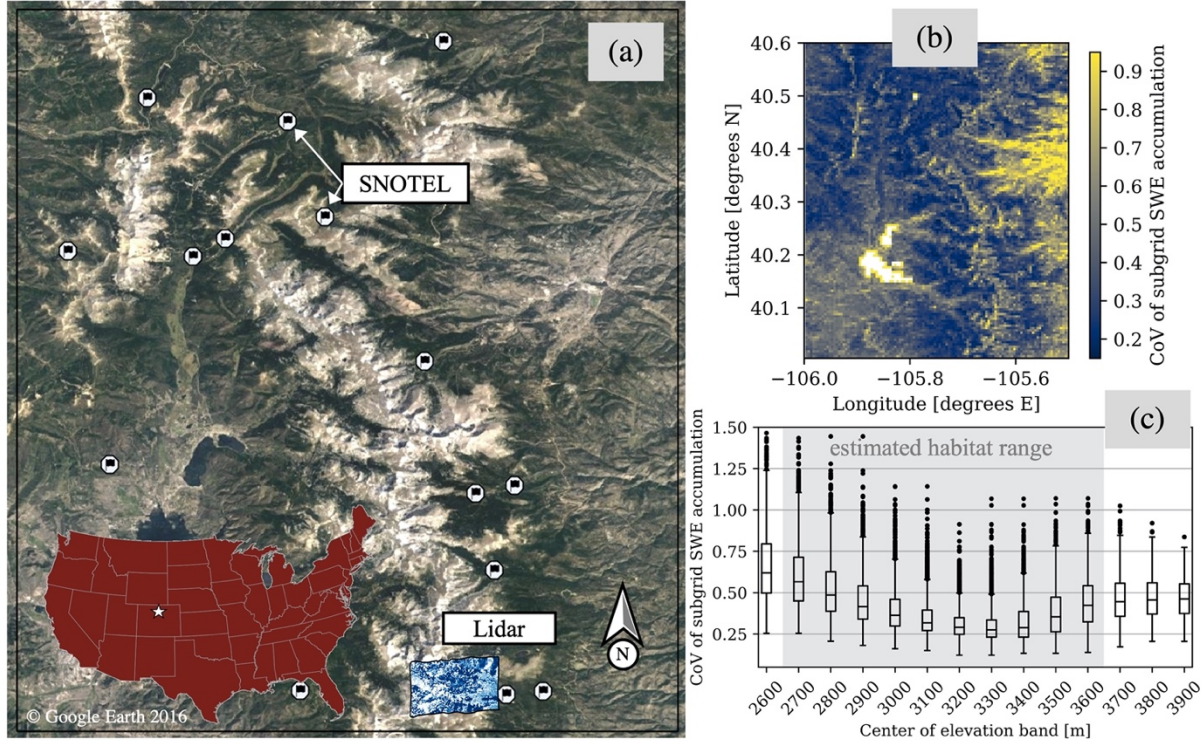 (a)
SNOTEL
Lidar
N
© Google Earth 2016
(b)
40.6
40.5
40.4
40.3
40.2
40.1
Latitude [degrees N]
−106.0 −105.8 −105.6
Longitude [degrees E]
0.9
0.8
0.7
0.6
0.5
0.4
0.3
0.2
CoV of subgrid SWE accumulation
(c)
estimated habitat range
1.50
1.25
1.00
0.75
0.50
0.25
CoV of subgrid SWE accumulation
2600 2700 2800 2900 3000 3100 3200 3300 3400 3500 3600 3700 3800 3900
Center of elevation band [m]